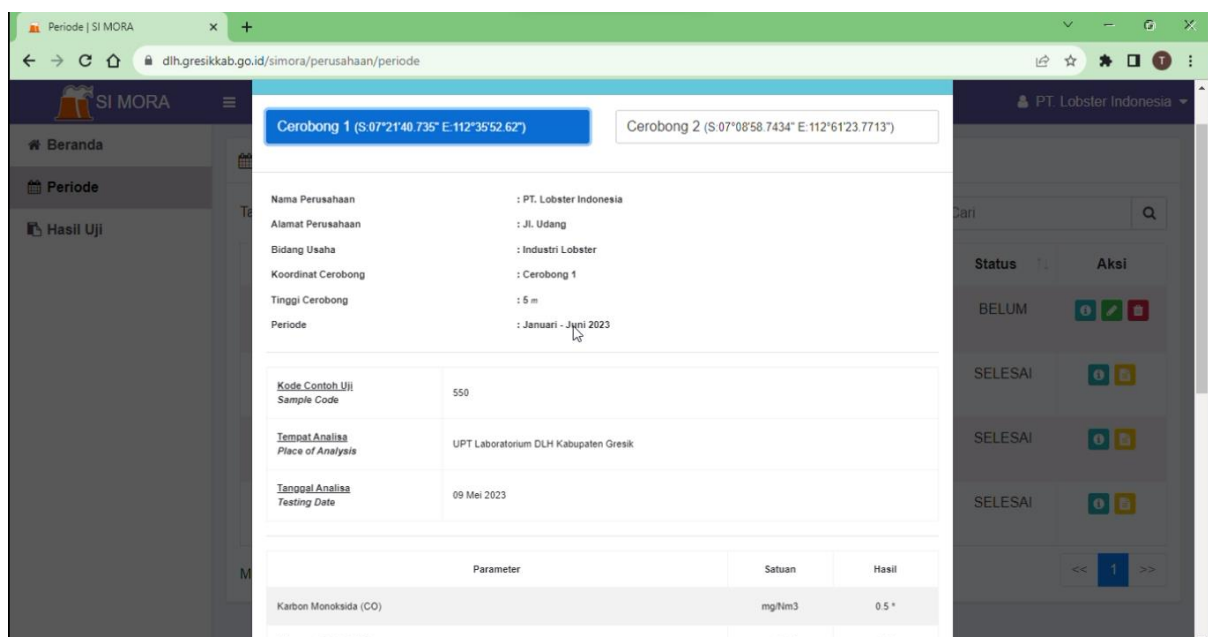 Periode | SI MORA
dlh.gresikkab.go.id/simora/perusahaan/periode
T
SI MORA
PT. Lobster Indonesia
Beranda
Periode
Hasil Uji
Cerobong 1 (S:07°21'40.735" E:112°35'52.62")
Cerobong 2 (S:07°08'58.7434" E:112°61'23.7713")
Nama Perusahaan : PT. Lobster Indonesia
Alamat Perusahaan : Jl. Udang
Bidang Usaha : Industri Lobster
Koordinat Cerobong : Cerobong 1
Tinggi Cerobong : 5 m
Periode : Januari - Juni 2023
Ta
Cari
Status
Aksi
BELUM
SELESAI
SELESAI
SELESAI
Kode Contoh Uji
Sample Code
550
Tempat Analisa
Place of Analysis
UPT Laboratorium DLH Kabupaten Gresik
Tanggal Analisa
Testing Date
09 Mei 2023
M
<< 1 >>
Parameter Satuan Hasil
Karbon Monoksida (CO) mg/Nm3 0.5 *